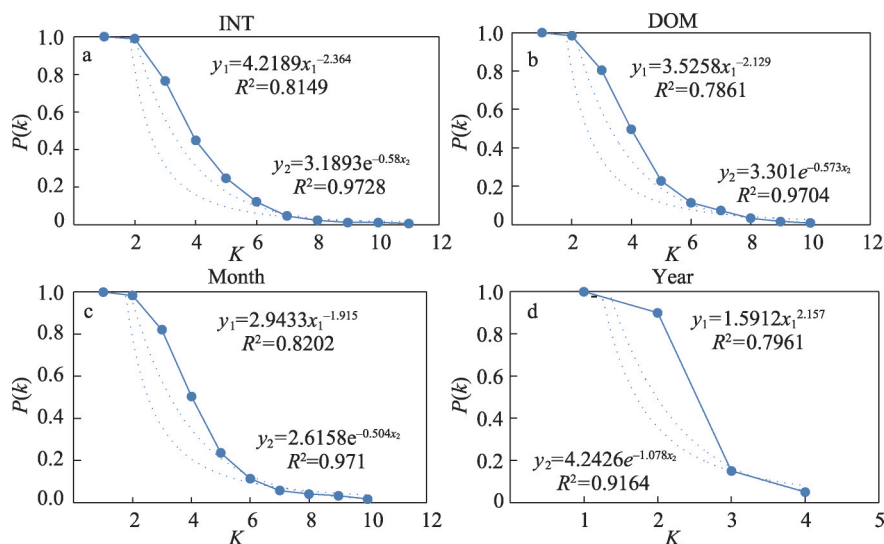 INT
a
y₁=4.2189x₁^−2.364
R²=0.8149
y₂=3.1893e^−0.58x₂
R²=0.9728
P(k)
1.0
0.8
0.6
0.4
0.2
0
2 4 6 8 10 12
K
DOM
b
y₁=3.5258x₁^−2.129
R²=0.7861
y₂=3.301e^−0.573x₂
R²=0.9704
P(k)
1.0
0.8
0.6
0.4
0.2
0
2 4 6 8 10 12
K
Month
c
y₁=2.9433x₁^−1.915
R²=0.8202
y₂=2.6158e^−0.504x₂
R²=0.971
P(k)
1.0
0.8
0.6
0.4
0.2
0.0
0 2 4 6 8 10 12
K
Year
d
y₁=1.5912x₁^2.157
R²=0.7961
y₂=4.2426e^−1.078x₂
R²=0.9164
P(k)
1.0
0.8
0.6
0.4
0.2
0
1 2 3 4 5
K